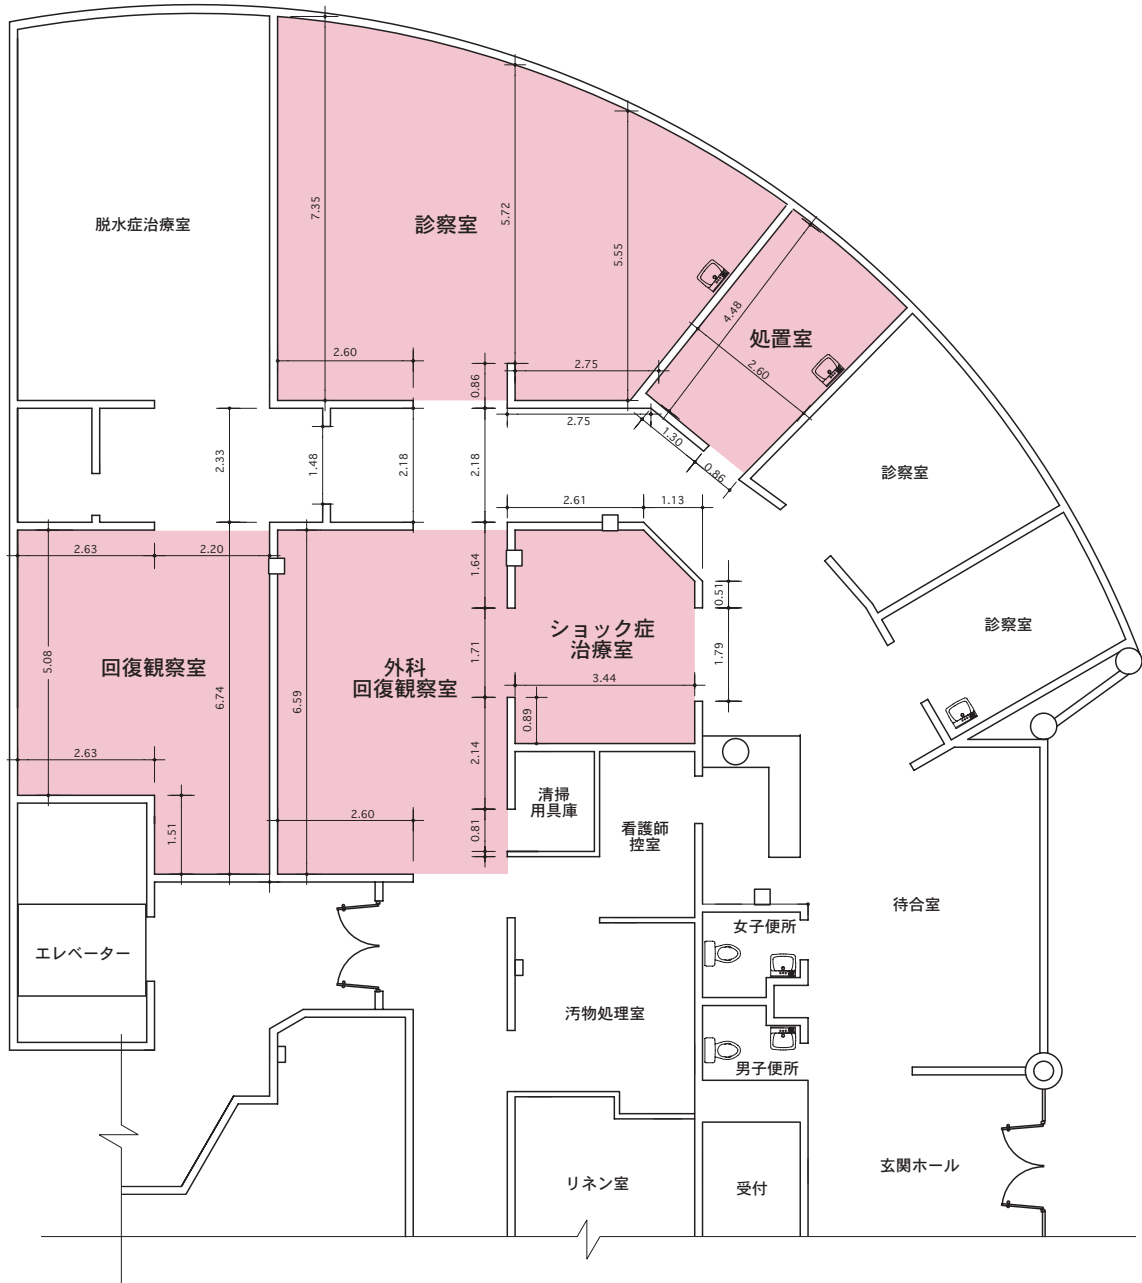 7.35
5.72
脱水症治療室
診察室
5.55
4.48
処置室
2.60
2.60
0.86
2.75
2.75
1.30
0.86
2.33
1.48
2.18
2.18
診察室
2.61
1.13
2.63
2.20
1.64
0.51
診察室
ショック症
治療室
回復観察室
外科
回復観察室
5.08
1.71
1.79
3.44
6.74
6.59
0.89
2.63
2.14
清掃
用具庫
1.51
2.60
0.81
看護師
控室
待合室
女子便所
エレベーター
汚物処理室
男子便所
玄関ホール
リネン室
受付